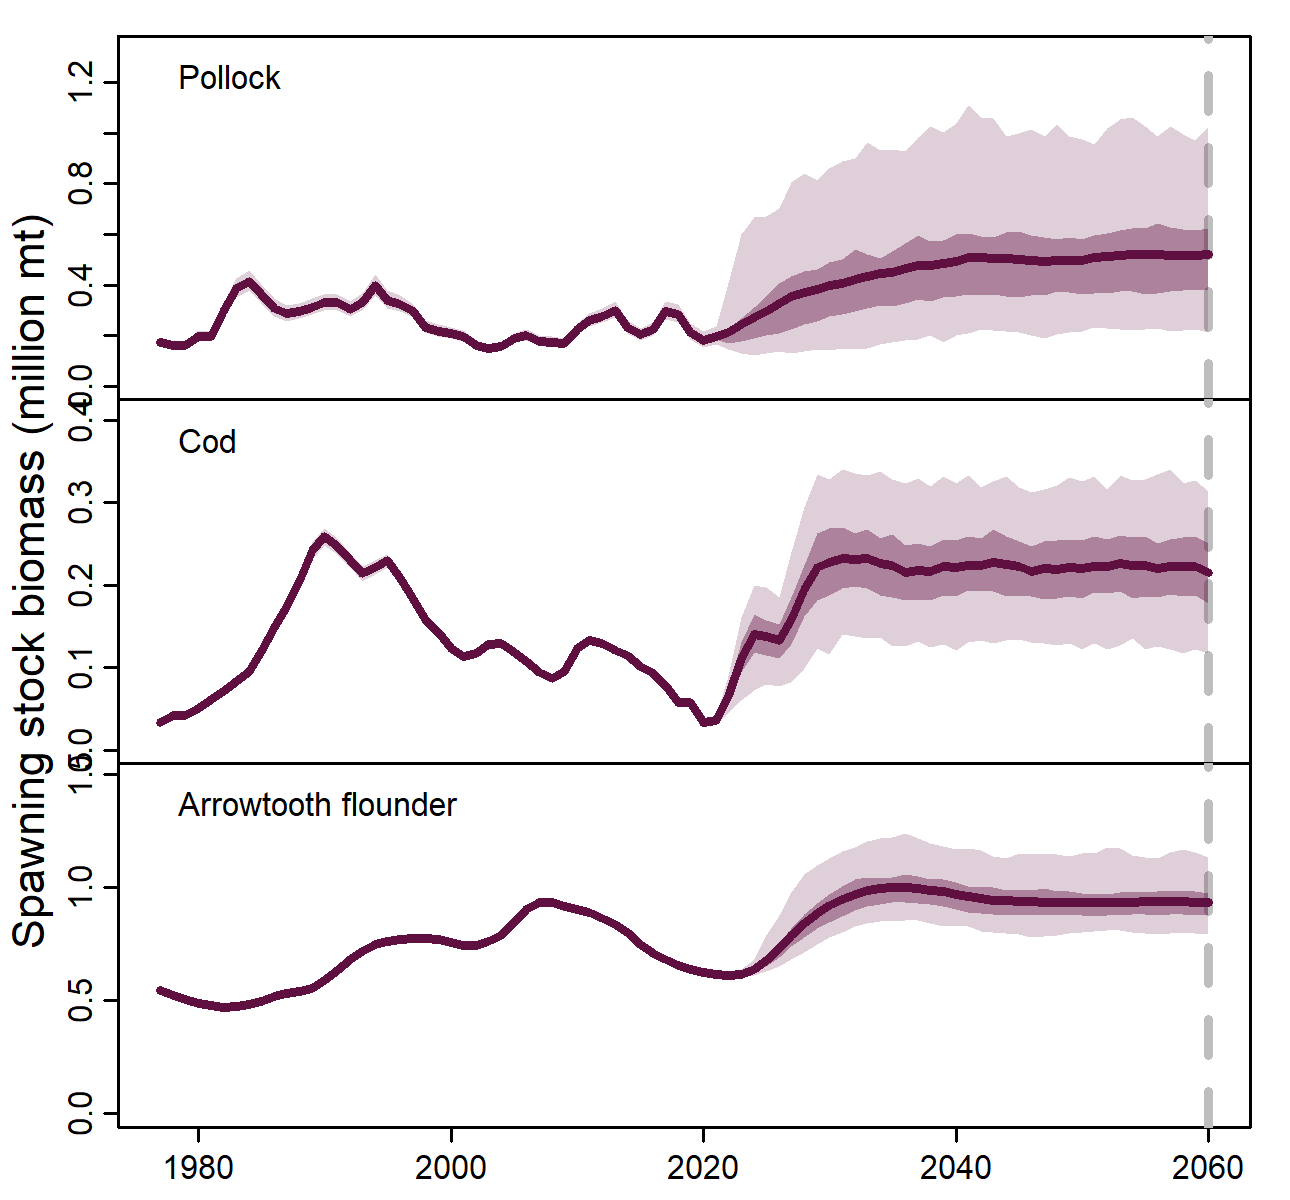 Spawning stock biomass (million mt)
Pollock
1.2
0.8
0.4
0.0
Cod
0.4
0.3
0.2
0.1
0.0
Arrowtooth flounder
1.5
1.0
0.5
0.0
1980 2000 2020 2040 2060